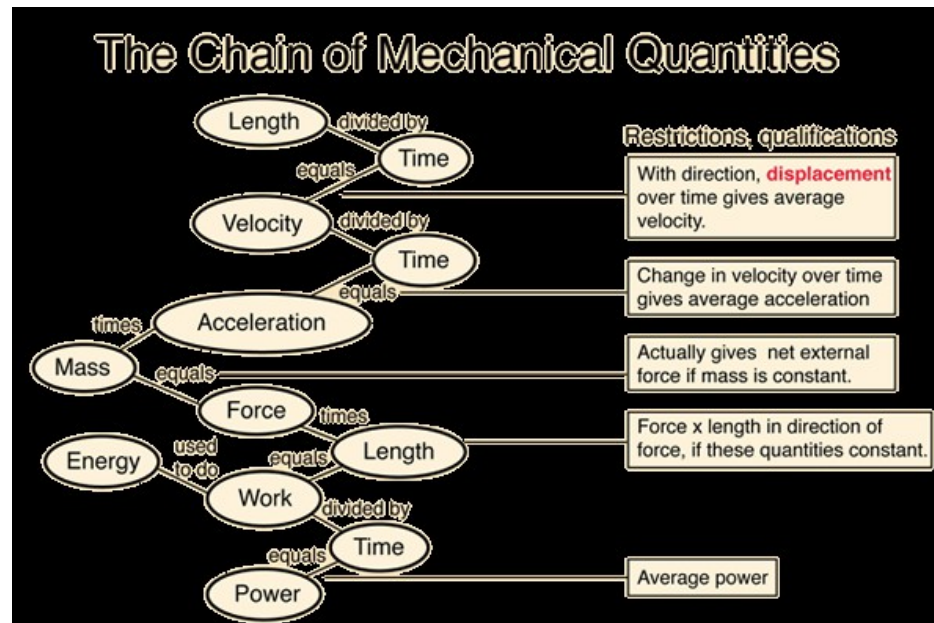 The Chain of Mechanical Quantities
Length
divided by
Time
equals
Velocity
divided by
Time
equals
Acceleration
times
Mass
equals
Force
times
Length
equals
Energy
used
to do
Work
divided by
Time
equals
Power
Restrictions, qualifications
With direction, displacement
over time gives average
velocity.
Change in velocity over time
gives average acceleration
Actually gives net external
force if mass is constant.
Force x length in direction of
force, if these quantities constant.
Average power